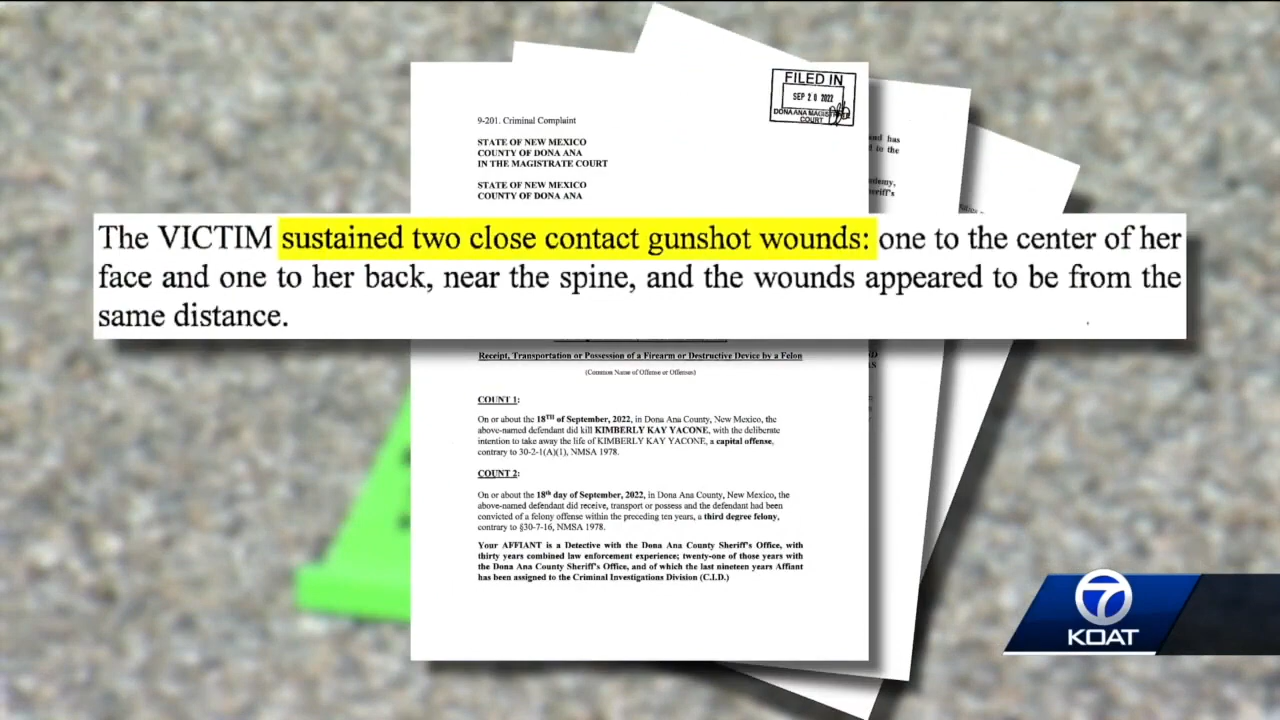 FILED IN
SEP 20 2022
DONA ANA MAGISTRATE
COURT
9-201. Criminal Complaint
STATE OF NEW MEXICO
COUNTY OF DONA ANA
IN THE MAGISTRATE COURT
STATE OF NEW MEXICO
COUNTY OF DONA ANA
The VICTIM sustained two close contact gunshot wounds: one to the center of her
face and one to her back, near the spine, and the wounds appeared to be from the
same distance.
Receipt, Transportation or Possession of a Firearm or Destructive Device by a Felon
(Common Name of Offense or Offenses)
COUNT 1:
On or about the 18TH of September, 2022, in Dona Ana County, New Mexico, the
above-named defendant did kill KIMBERLY KAY YACONE, with the deliberate
intention to take away the life of KIMBERLY KAY YACONE, a capital offense,
contrary to 30-2-1(A)(1), NMSA 1978.
COUNT 2:
On or about the 18th day of September, 2022, in Dona Ana County, New Mexico, the
above-named defendant did receive, transport or possess and the defendant had been
convicted of a felony offense within the preceding ten years, a third degree felony,
contrary to §30-7-16, NMSA 1978.
Your AFFIANT is a Detective with the Dona Ana County Sheriff's Office, with
thirty years combined law enforcement experience; twenty-one of those years with
the Dona Ana County Sheriff's Office, and of which the last nineteen years Affiant
has been assigned to the Criminal Investigations Division (C.I.D.)
and has
in the
7
KOAT